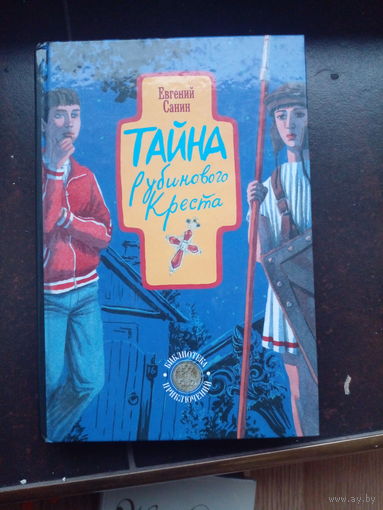 Евгений
Санин
ТАЙНА
рубинового
Креста
БИБЛИОТЕКА
ПРИКЛЮЧЕНИЙ
www.ay.by